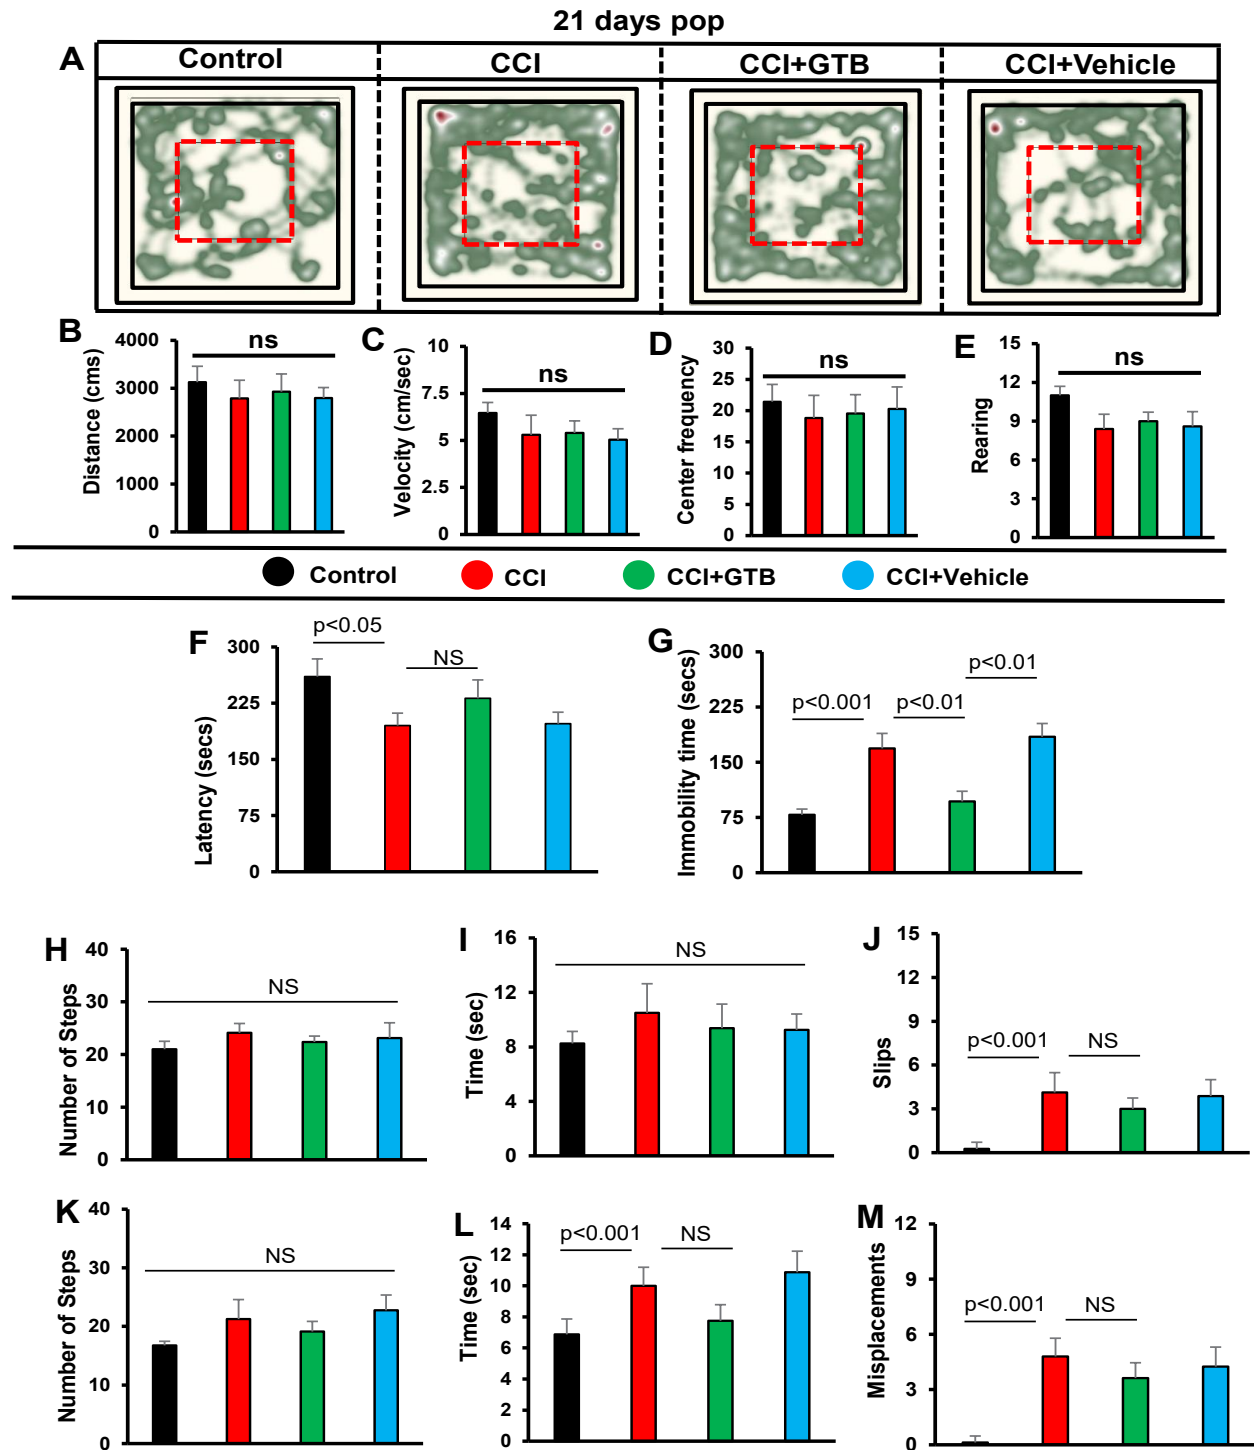 21 days pop
A
Control
CCI
CCI+GTB
CCI+Vehicle
B
4000
3000
2000
1000
0
Distance (cms)
ns
C
10
7.5
5
2.5
0
Velocity (cm/sec)
ns
D
30
25
20
15
10
5
0
Center frequency
ns
E
15
12
9
6
3
0
Rearing
ns
Control
CCI
CCI+GTB
CCI+Vehicle
F
300
225
150
75
0
Latency (secs)
p<0.05
NS
G
300
225
150
75
0
Immobility time (secs)
p<0.001
p<0.01
p<0.01
H
40
30
20
10
0
Number of Steps
NS
I
16
12
8
4
0
Time (sec)
NS
J
15
12
9
6
3
0
Slips
p<0.001
NS
K
40
30
20
10
0
Number of Steps
NS
L
14
12
10
8
6
4
2
0
Time (sec)
p<0.001
NS
M
12
9
6
3
0
Misplacements
p<0.001
NS